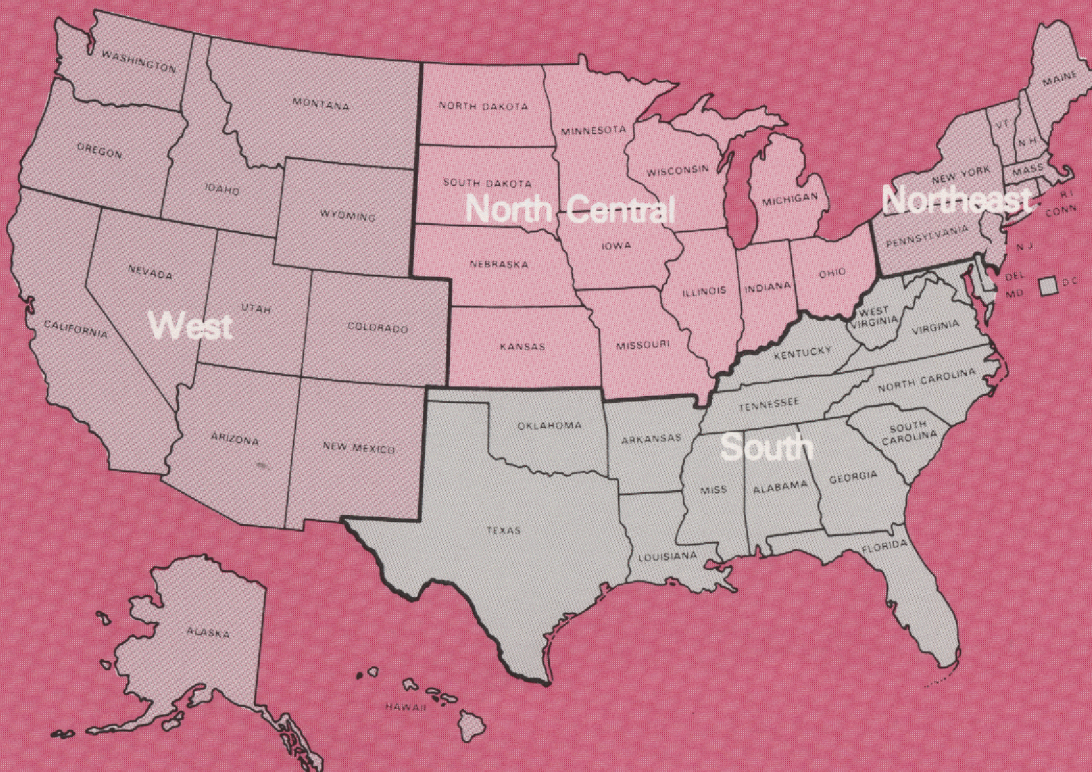 WASHINGTON
MONTANA
OREGON
IDAHO
WYOMING
NEVADA
UTAH
CALIFORNIA
COLORADO
ARIZONA
NEW MEXICO
West
ALASKA
HAWAII
NORTH DAKOTA
MINNESOTA
SOUTH DAKOTA
WISCONSIN
MICHIGAN
North Central
IOWA
NEBRASKA
ILLINOIS
INDIANA
OHIO
KANSAS
MISSOURI
MAINE
VT
N H
NEW YORK
MASS
Northeast
R I
CONN
PENNSYLVANIA
N J
DEL
MD
D C
WEST
VIRGINIA
VIRGINIA
KENTUCKY
NORTH CAROLINA
TENNESSEE
SOUTH
CAROLINA
OKLAHOMA
ARKANSAS
South
MISS
ALABAMA
GEORGIA
TEXAS
LOUISIANA
FLORIDA